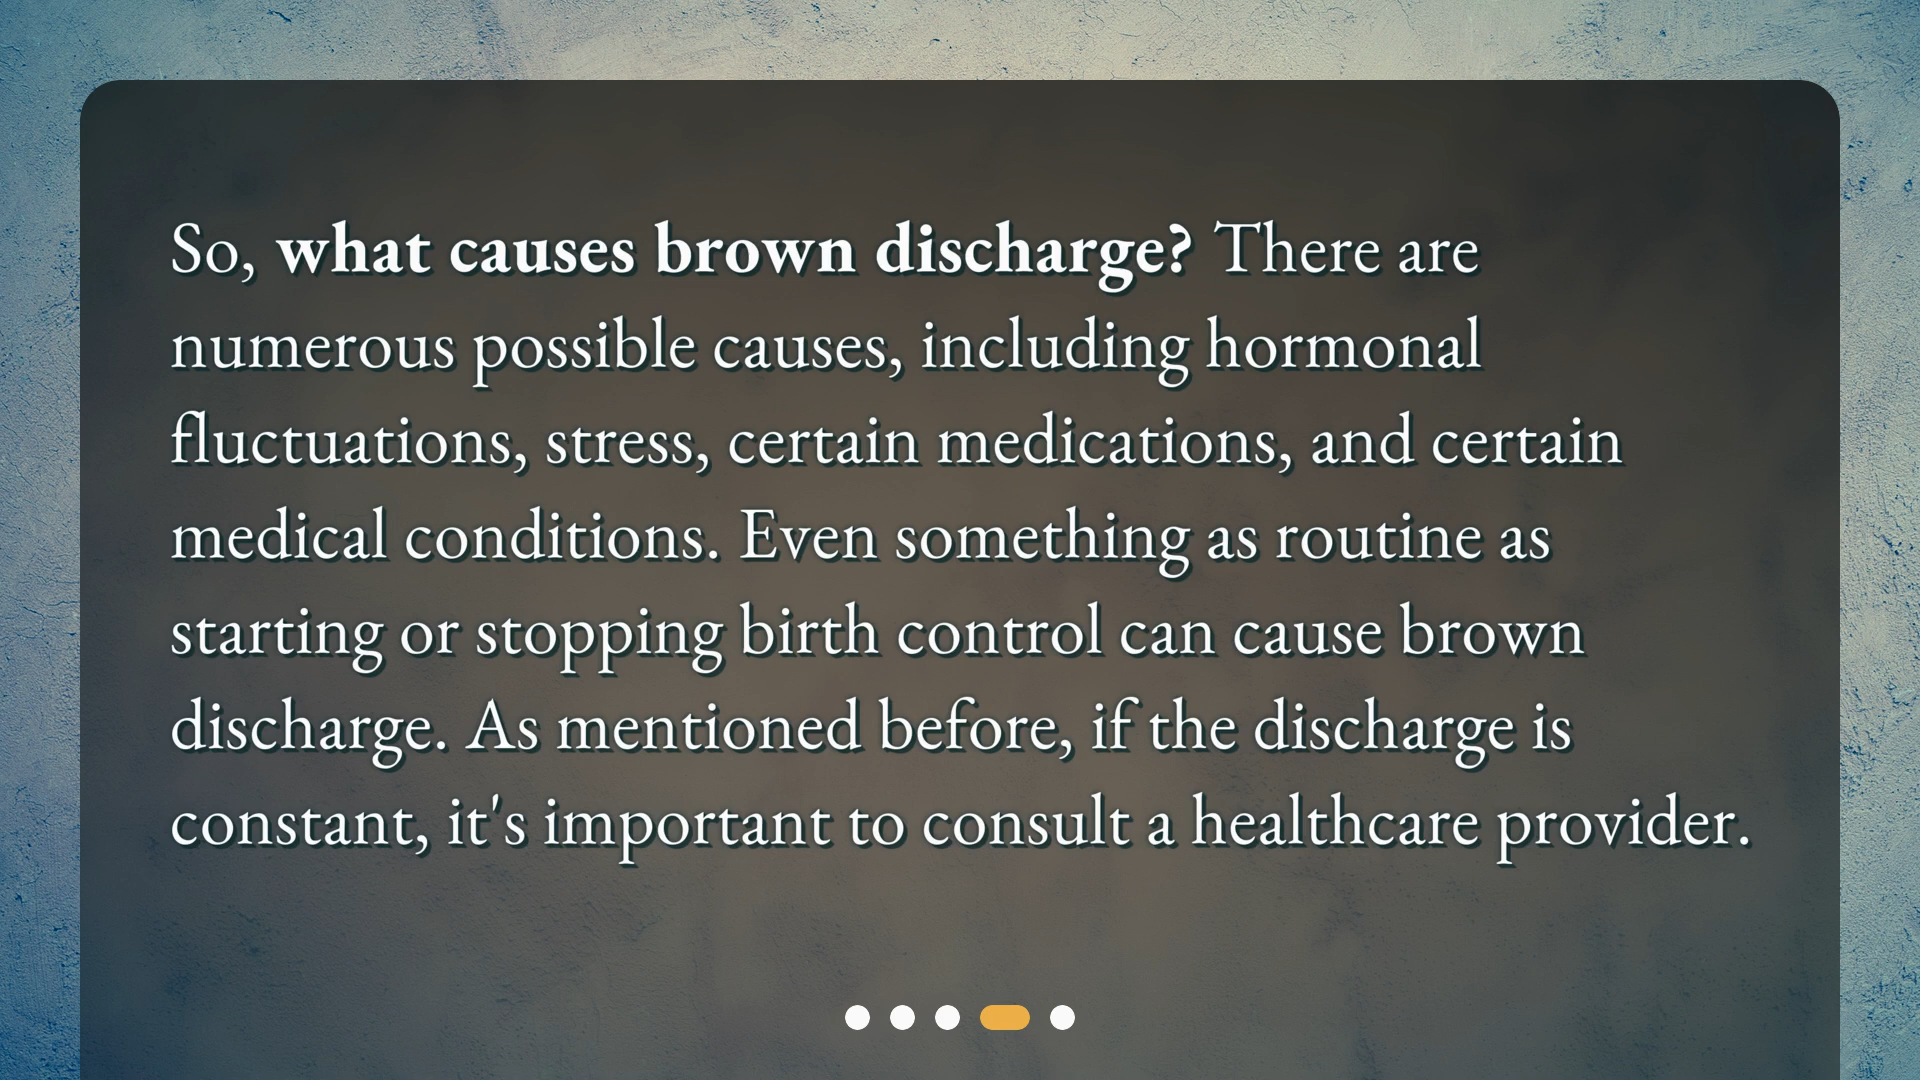 So, what causes brown discharge? There are
numerous possible causes, including hormonal
fluctuations, stress, certain medications, and certain
medical conditions. Even something as routine as
starting or stopping birth control can cause brown
discharge. As mentioned before, if the discharge is
constant, it's important to consult a healthcare provider.